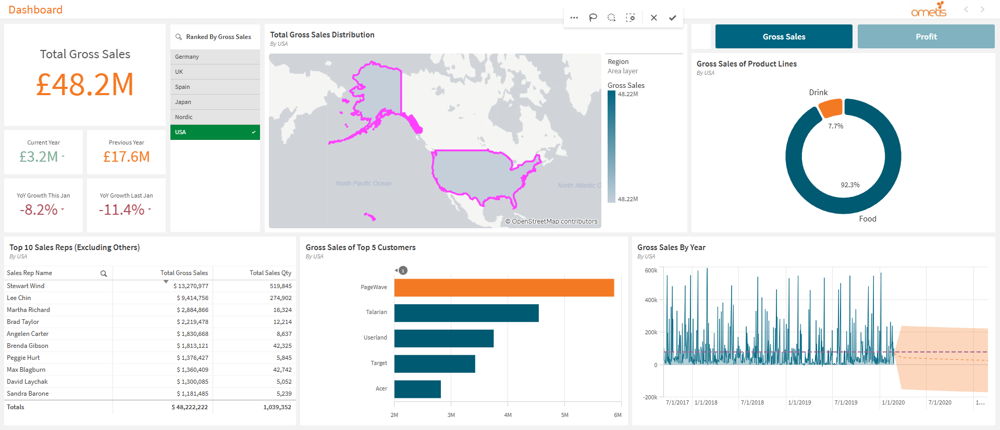 Dashboard
ometis
Total Gross Sales
£48.2M
Current Year
£3.2M
Previous Year
£17.6M
YoY Growth This Jan
-8.2%
YoY Growth Last Jan
-11.4%
Ranked By Gross Sales
Germany
UK
Spain
Japan
Nordic
USA
Total Gross Sales Distribution
By USA
North Pacific Ocean
North Atlantic O
© OpenStreetMap contributors
Region
Area layer
Gross Sales
48.22M
48.22M
Gross Sales
Profit
Gross Sales of Product Lines
By USA
Drink
7.7%
92.3%
Food
Top 10 Sales Reps (Excluding Others)
By USA
Sales Rep Name Total Gross Sales Total Sales Qty
Stewart Wind $ 13,270,977 519,845
Lee Chin $ 9,414,756 274,902
Martha Richard $ 2,884,866 16,324
Brad Taylor $ 2,219,478 12,214
Angelen Carter $ 1,830,668 8,637
Brenda Gibson $ 1,813,121 42,325
Peggie Hurt $ 1,376,427 5,845
Max Blagburn $ 1,360,409 42,742
David Laychak $ 1,300,085 5,052
Sandra Barone $ 1,181,485 5,239
Totals $ 48,222,222 1,039,352
Gross Sales of Top 5 Customers
By USA
1
PageWave
Talarian
Userland
Target
Acer
2M 3M 4M 5M 6M
Gross Sales By Year
By USA
600k
400k
200k
0
-200k
7/1/2017 1/1/2018 7/1/2018 1/1/2019 7/1/2019 1/1/2020 7/1/2020 1...